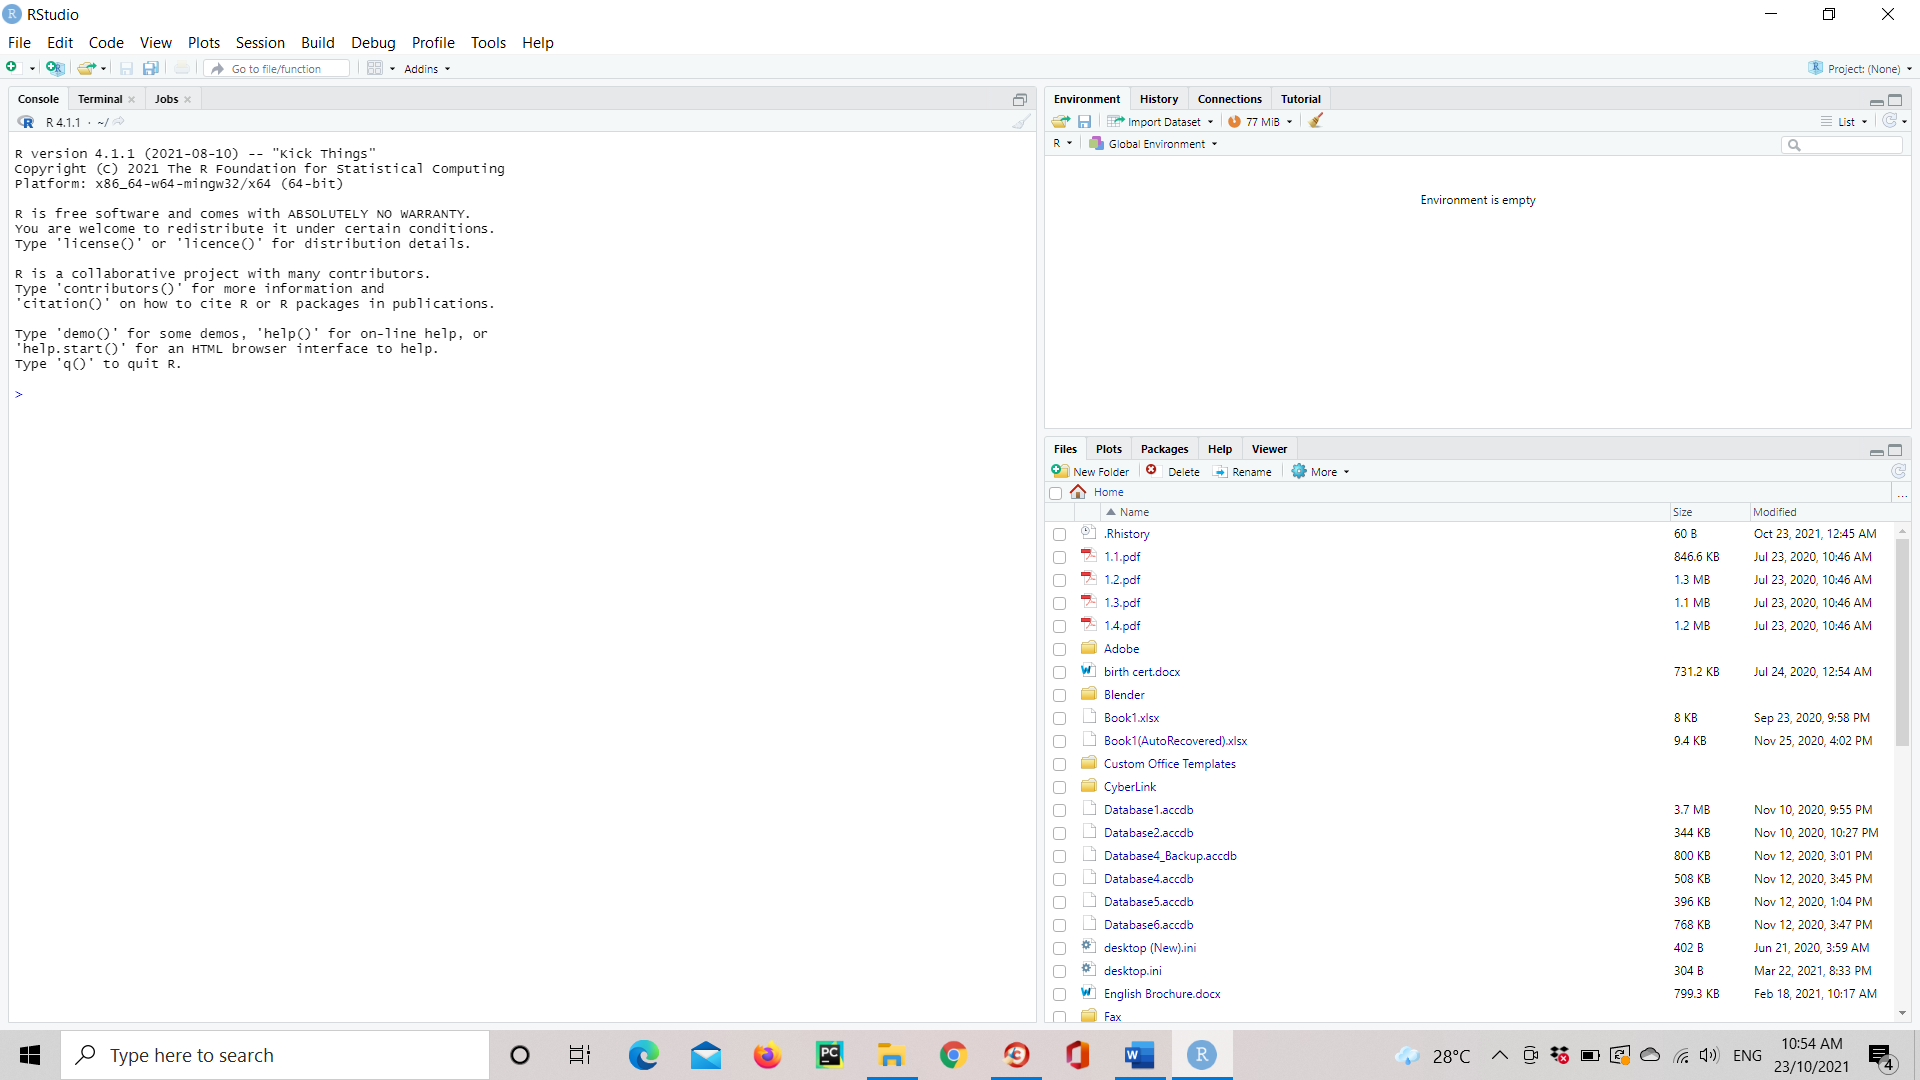 RStudio
File Edit Code View Plots Session Build Debug Profile Tools Help
Go to file/function Addins Project: (None)
Console Terminal Jobs
R 4.1.1 · ~/
R version 4.1.1 (2021-08-10) -- "Kick Things"
Copyright (C) 2021 The R Foundation for Statistical Computing
Platform: x86_64-w64-mingw32/x64 (64-bit)
R is free software and comes with ABSOLUTELY NO WARRANTY.
You are welcome to redistribute it under certain conditions.
Type 'license()' or 'licence()' for distribution details.
R is a collaborative project with many contributors.
Type 'contributors()' for more information and
'citation()' on how to cite R or R packages in publications.
Type 'demo()' for some demos, 'help()' for on-line help, or
'help.start()' for an HTML browser interface to help.
Type 'q()' to quit R.
>
Environment History Connections Tutorial
Import Dataset 77 MiB List
R Global Environment
Environment is empty
Files Plots Packages Help Viewer
New Folder Delete Rename More
Home ...
Name Size Modified
.Rhistory 60 B Oct 23, 2021, 12:45 AM
1.1.pdf 846.6 KB Jul 23, 2020, 10:46 AM
1.2.pdf 1.3 MB Jul 23, 2020, 10:46 AM
1.3.pdf 1.1 MB Jul 23, 2020, 10:46 AM
1.4.pdf 1.2 MB Jul 23, 2020, 10:46 AM
Adobe
birth cert.docx 731.2 KB Jul 24, 2020, 12:54 AM
Blender
Book1.xlsx 8 KB Sep 23, 2020, 9:58 PM
Book1(AutoRecovered).xlsx 9.4 KB Nov 25, 2020, 4:02 PM
Custom Office Templates
CyberLink
Database1.accdb 3.7 MB Nov 10, 2020, 9:55 PM
Database2.accdb 344 KB Nov 10, 2020, 10:27 PM
Database4_Backup.accdb 800 KB Nov 12, 2020, 3:01 PM
Database4.accdb 508 KB Nov 12, 2020, 3:45 PM
Database5.accdb 396 KB Nov 12, 2020, 1:04 PM
Database6.accdb 768 KB Nov 12, 2020, 3:47 PM
desktop (New).ini 402 B Jun 21, 2020, 3:59 AM
desktop.ini 304 B Mar 22, 2021, 8:33 PM
English Brochure.docx 799.3 KB Feb 18, 2021, 10:17 AM
Fax
Type here to search
28°C ENG
10:54 AM
23/10/2021
4